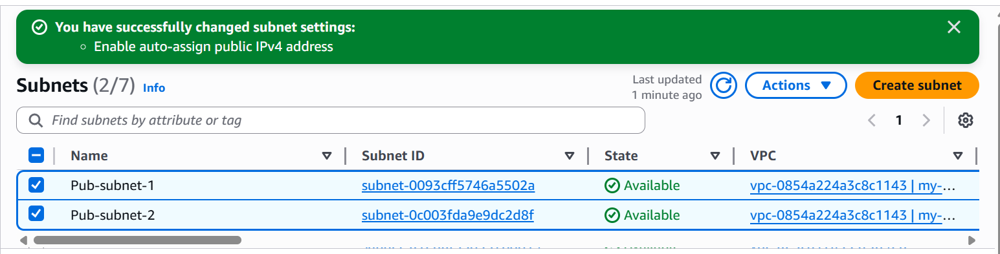 You have successfully changed subnet settings:
Enable auto-assign public IPv4 address
Subnets (2/7) Info
Last updated
1 minute ago
Actions
Create subnet
Find subnets by attribute or tag
1
Name Subnet ID State VPC
Pub-subnet-1 subnet-0093cff5746a5502a Available vpc-0854a224a3c8c1143 | my-...
Pub-subnet-2 subnet-0c003fda9e9dc2d8f Available vpc-0854a224a3c8c1143 | my-...